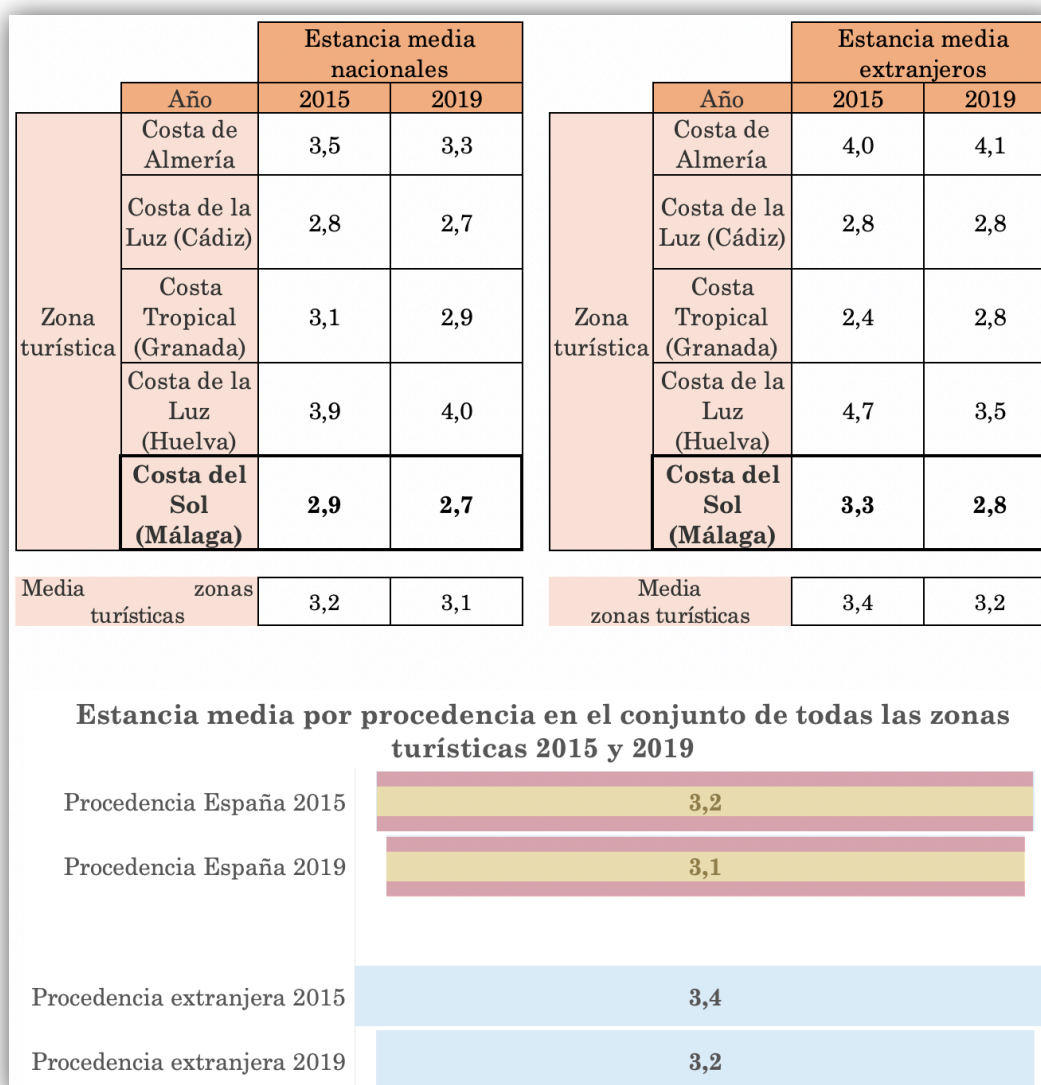 Estancia media
nacionales
Año 2015 2019
Zona
turística
Costa de
Almería
3,5 3,3
Costa de la
Luz (Cádiz)
2,8 2,7
Costa
Tropical
(Granada)
3,1 2,9
Costa de la
Luz
(Huelva)
3,9 4,0
Costa del
Sol
(Málaga)
2,9 2,7
Media zonas
turísticas
3,2 3,1
Estancia media
extranjeros
Año 2015 2019
Zona
turística
Costa de
Almería
4,0 4,1
Costa de la
Luz (Cádiz)
2,8 2,8
Costa
Tropical
(Granada)
2,4 2,8
Costa de la
Luz
(Huelva)
4,7 3,5
Costa del
Sol
(Málaga)
3,3 2,8
Media
zonas turísticas
3,4 3,2
Estancia media por procedencia en el conjunto de todas las zonas
turísticas 2015 y 2019
Procedencia España 2015 3,2
Procedencia España 2019 3,1
Procedencia extranjera 2015 3,4
Procedencia extranjera 2019 3,2